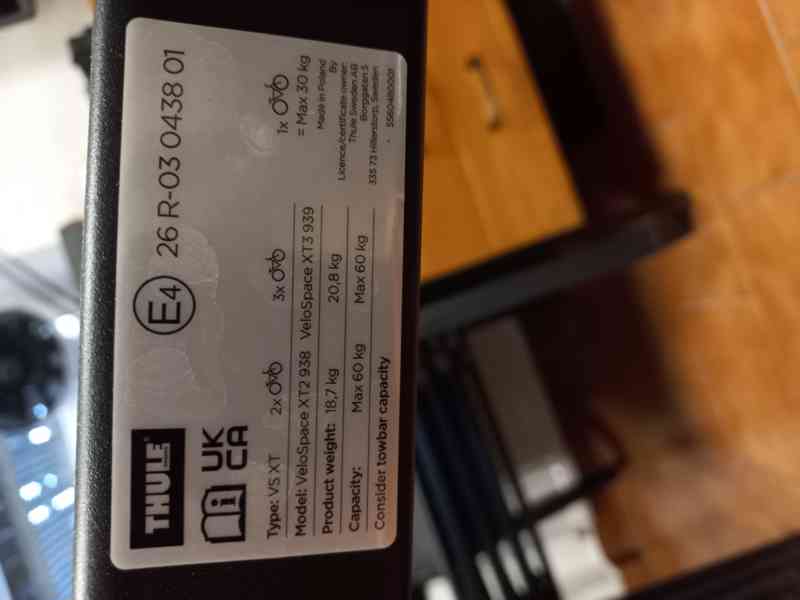 THULE
E4 26 R-03 0438 01
UK
CA
Type: VS XT 2x 3x 1x
Model: VeloSpace XT2 938 VeloSpace XT3 939 = Max 30 kg
Product weight: 18,7 kg 20,8 kg
Capacity: Max 60 kg Max 60 kg
Consider towbar capacity
Made in Poland
By
Licence/certificate owner:
Thule Sweden AB
Borggatan 5
335 73 Hillerstorp, Sweden